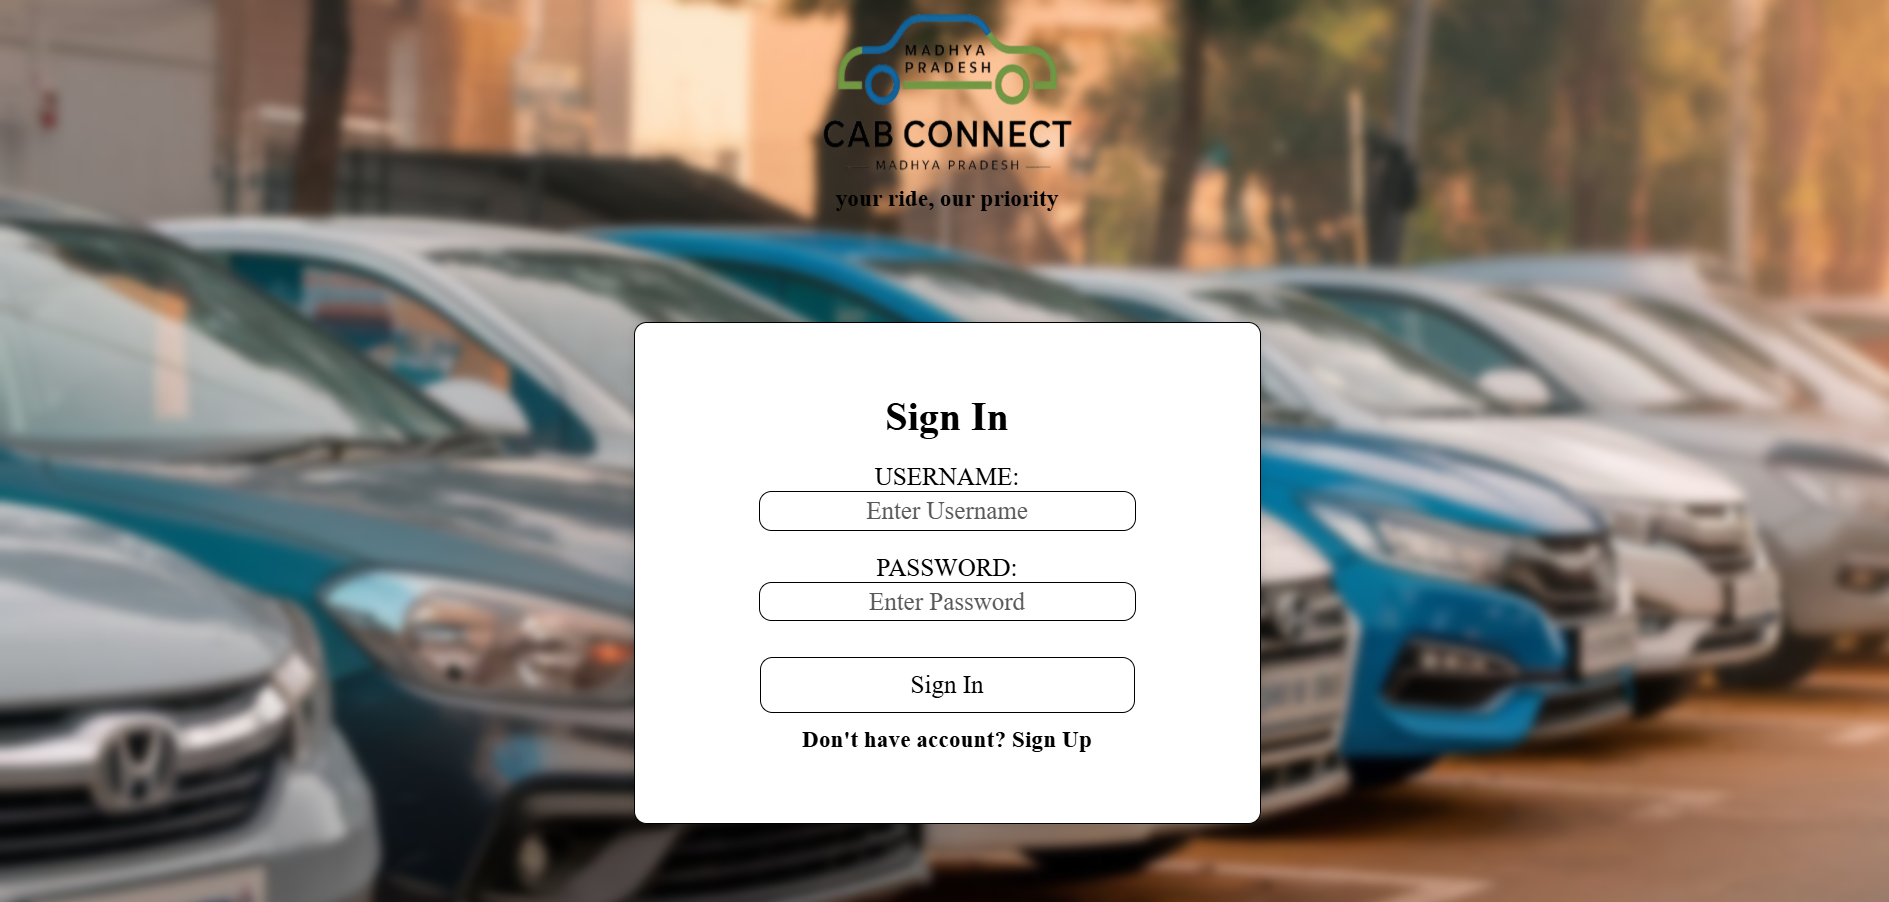 MADHYA
PRADESH
CAB CONNECT
MADHYA PRADESH
your ride, our priority
Sign In
USERNAME:
Enter Username
PASSWORD:
Enter Password
Sign In
Don't have account? Sign Up